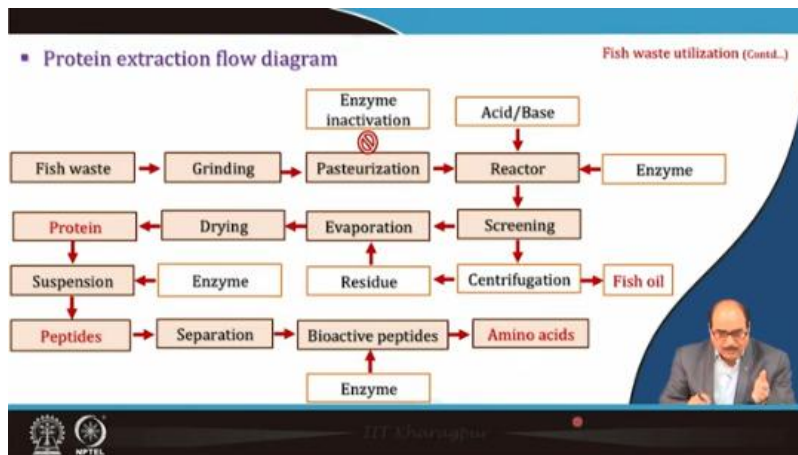 ▪ Protein extraction flow diagram
Fish waste utilization (Contd...)
Enzyme
inactivation
Acid/Base
Fish waste
Grinding
Pasteurization
Reactor
Enzyme
Protein
Drying
Evaporation
Screening
Suspension
Enzyme
Residue
Centrifugation
Fish oil
Peptides
Separation
Bioactive peptides
Amino acids
Enzyme
NPTEL
IIT Kharagpur